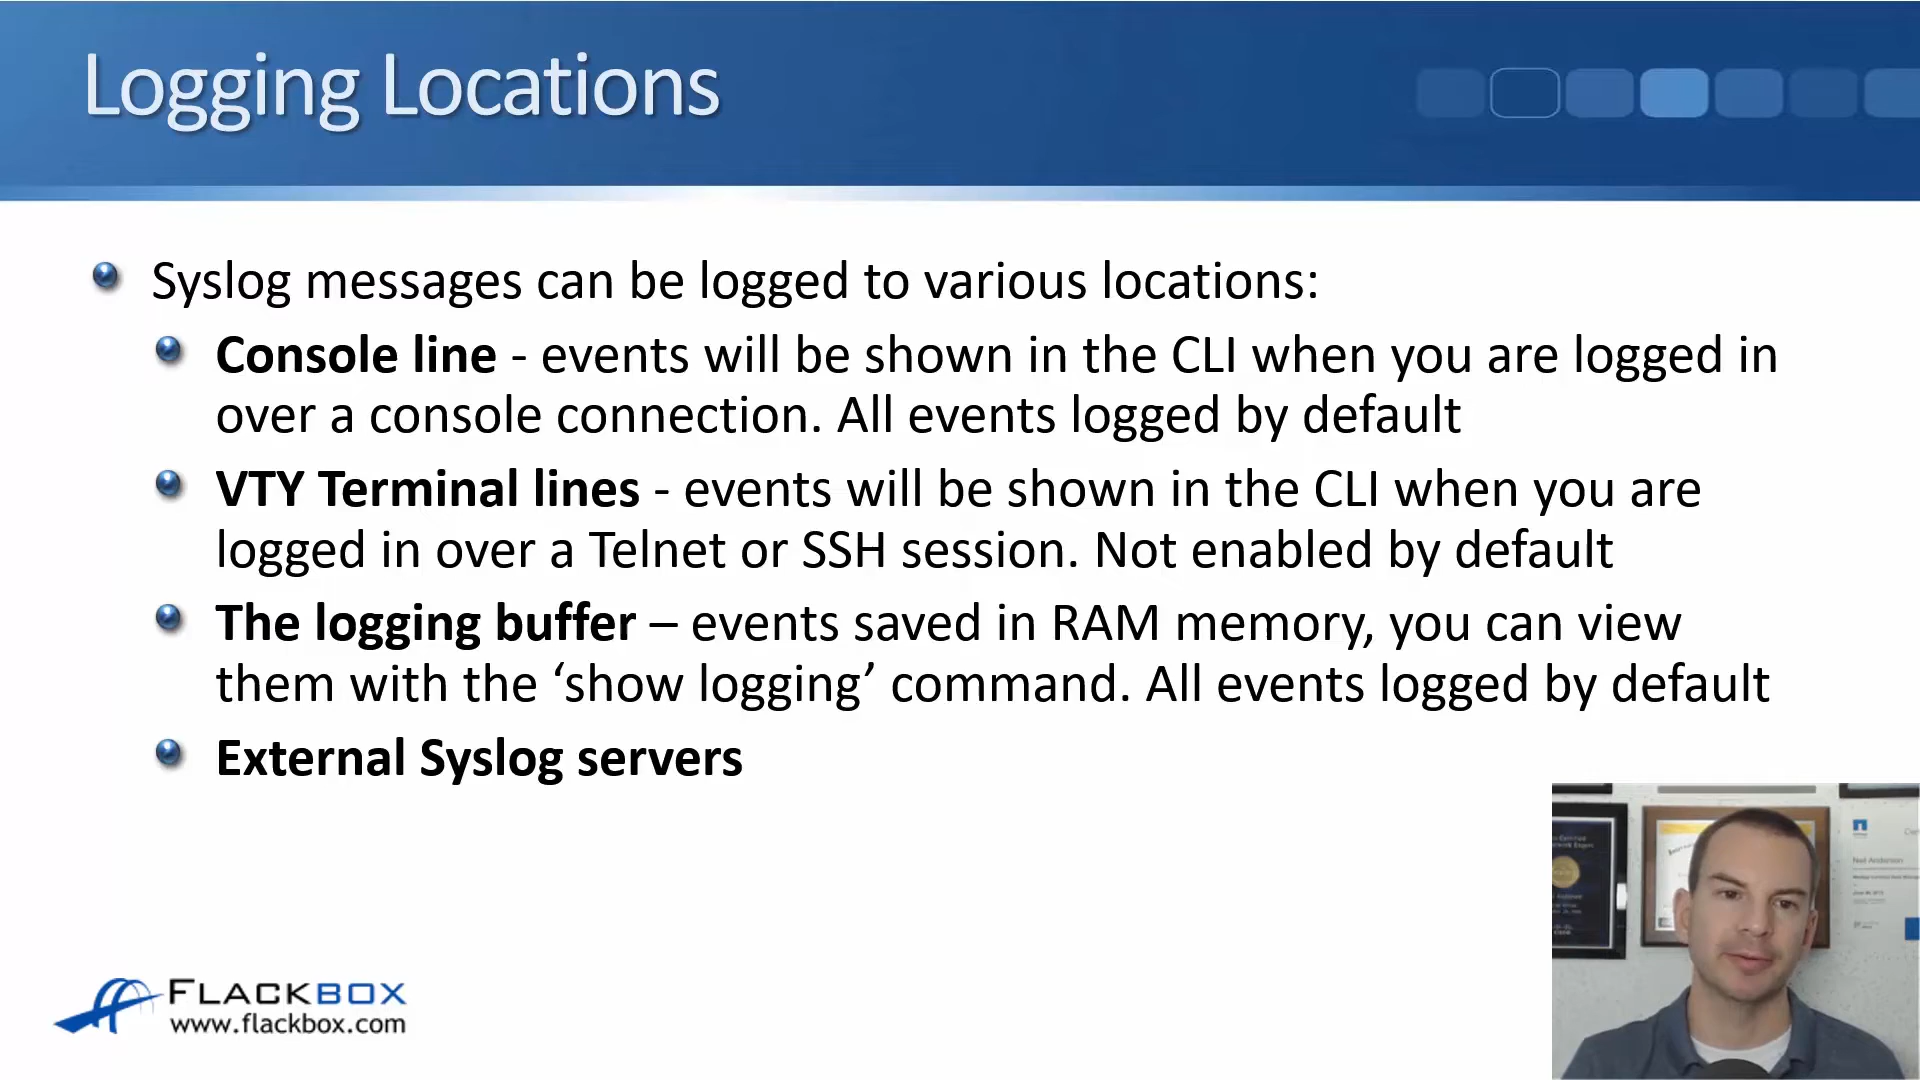 Logging Locations
Syslog messages can be logged to various locations:
Console line - events will be shown in the CLI when you are logged in
over a console connection. All events logged by default
VTY Terminal lines - events will be shown in the CLI when you are
logged in over a Telnet or SSH session. Not enabled by default
The logging buffer – events saved in RAM memory, you can view
them with the ‘show logging’ command. All events logged by default
External Syslog servers
FLACKBOX
www.flackbox.com
Neil Anderson